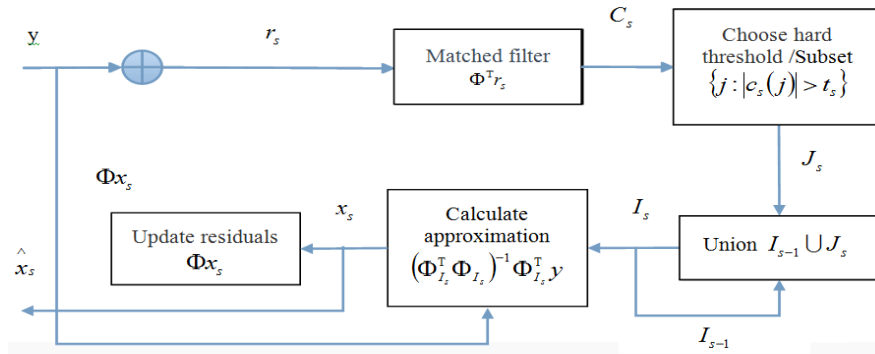 y
r_s
C_s
Matched filter
Φ^T r_s
Choose hard
threshold /Subset
{j : |c_s(j)| > t_s}
J_s
Φx_s
x_s
I_s
Update residuals
Φx_s
Calculate
approximation
(Φ_{I_s}^T Φ_{I_s})^{-1} Φ_{I_s}^T y
Union I_{s-1} ∪ J_s
x̂_s
I_{s-1}